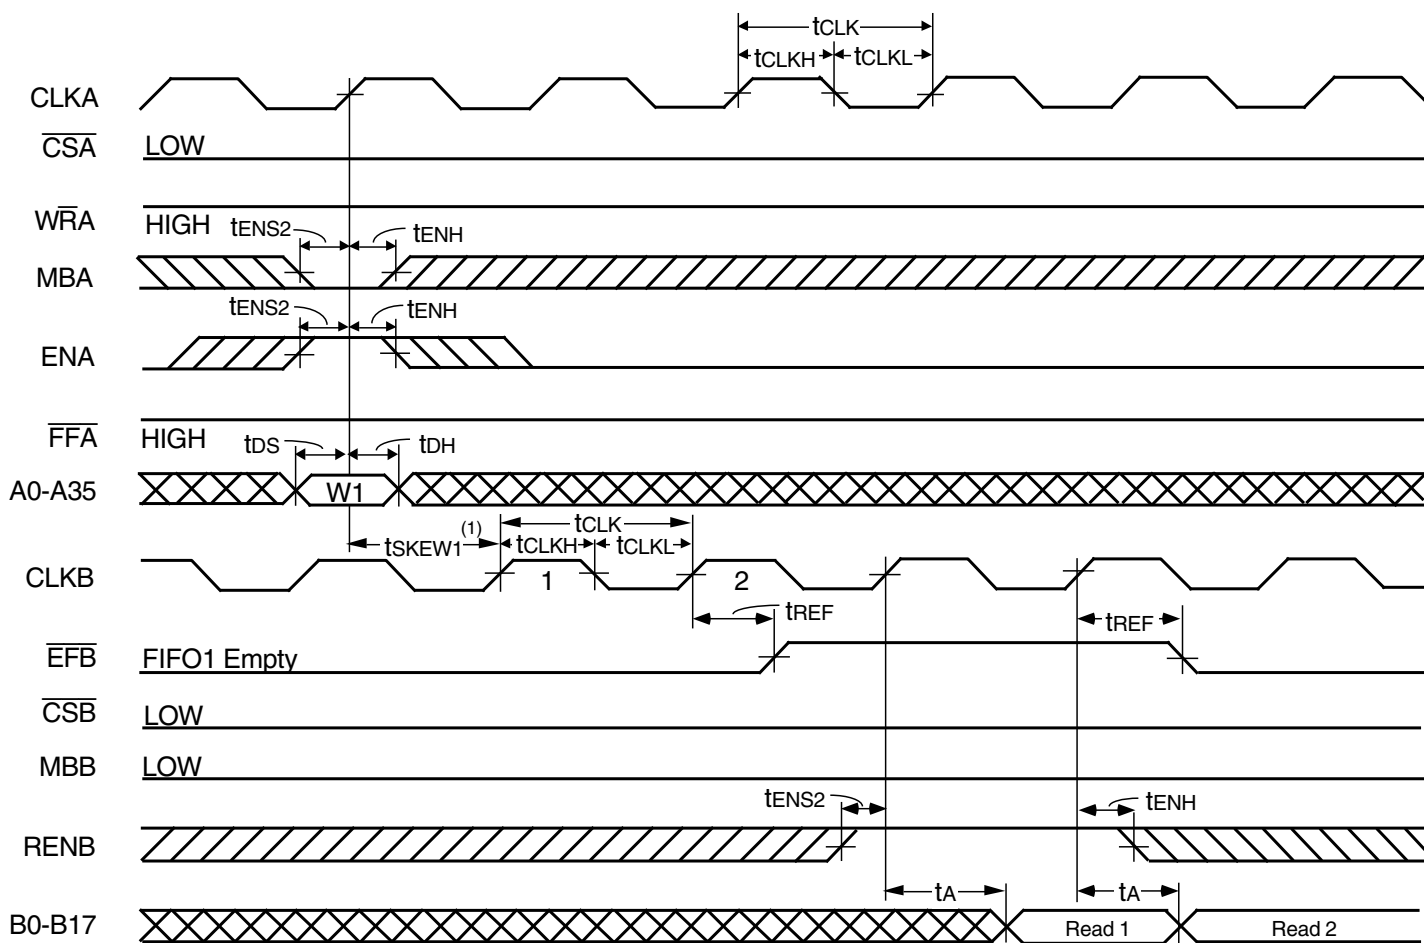 tCLK
tCLKH tCLKL
CLKA
CSA LOW
WRA HIGH
tENS2 tENH
MBA
tENS2 tENH
ENA
FFA HIGH
tDS tDH
A0-A35 W1
tSKEW1(1) tCLK
tCLKH tCLKL
CLKB 1 2
tREF tREF
EFB FIFO1 Empty
CSB LOW
MBB LOW
tENS2 tENH
RENB
tA tA
B0-B17 Read 1 Read 2